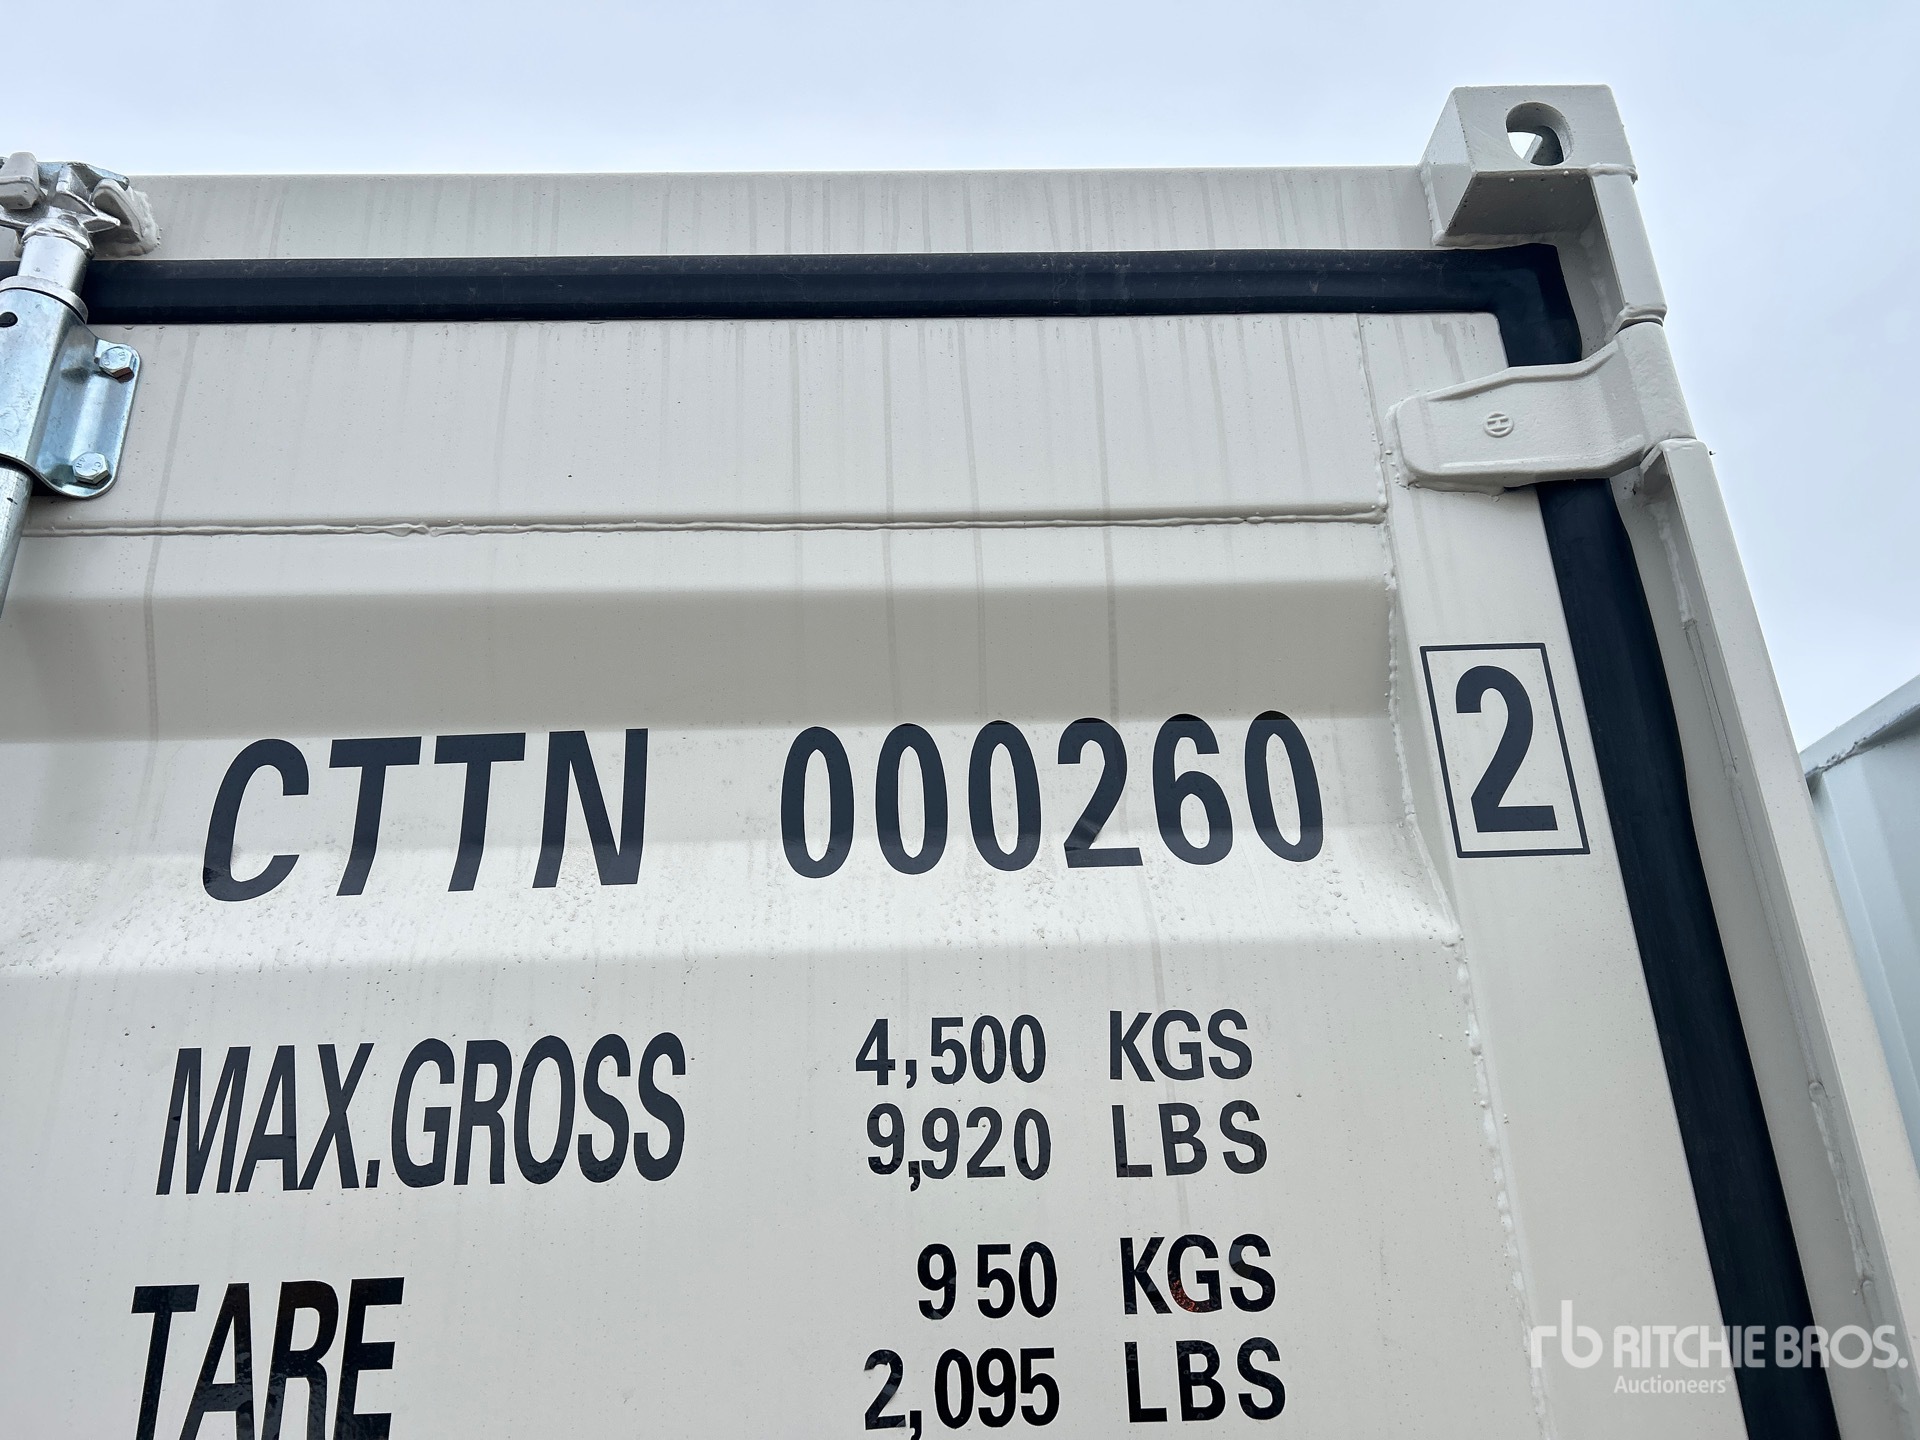 CTTN 000260 2
MAX.GROSS 4,500 KGS
9,920 LBS
TARE 950 KGS
2,095 LBS
rb RITCHIE BROS.
Auctioneers